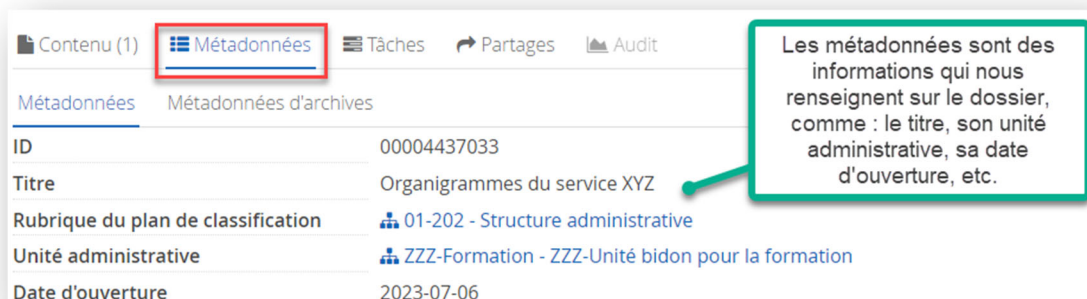 Contenu (1) Métadonnées Tâches Partages Audit
Métadonnées Métadonnées d'archives
ID 00004437033
Titre Organigrammes du service XYZ
Rubrique du plan de classification 01-202 - Structure administrative
Unité administrative ZZZ-Formation - ZZZ-Unité bidon pour la formation
Date d'ouverture 2023-07-06
Les métadonnées sont des
informations qui nous
renseignent sur le dossier,
comme : le titre, son unité
administrative, sa date
d'ouverture, etc.